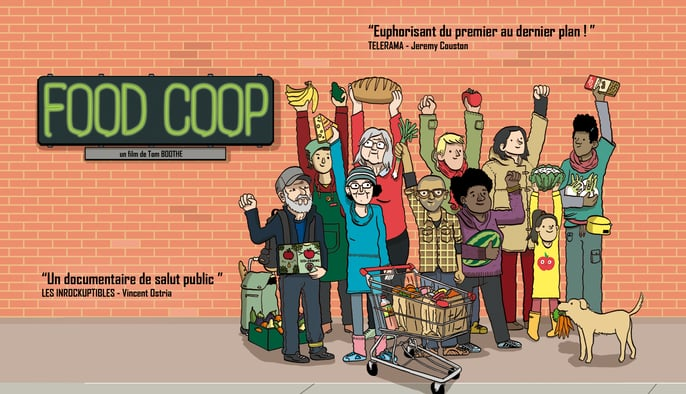 "Euphorisant du premier au dernier plan ! "
TELERAMA - Jeremy Couston
FOOD COOP
un film de Tom BOOTHE
"Un documentaire de salut public "
LES INROCKUPTIBLES - Vincent Ostria